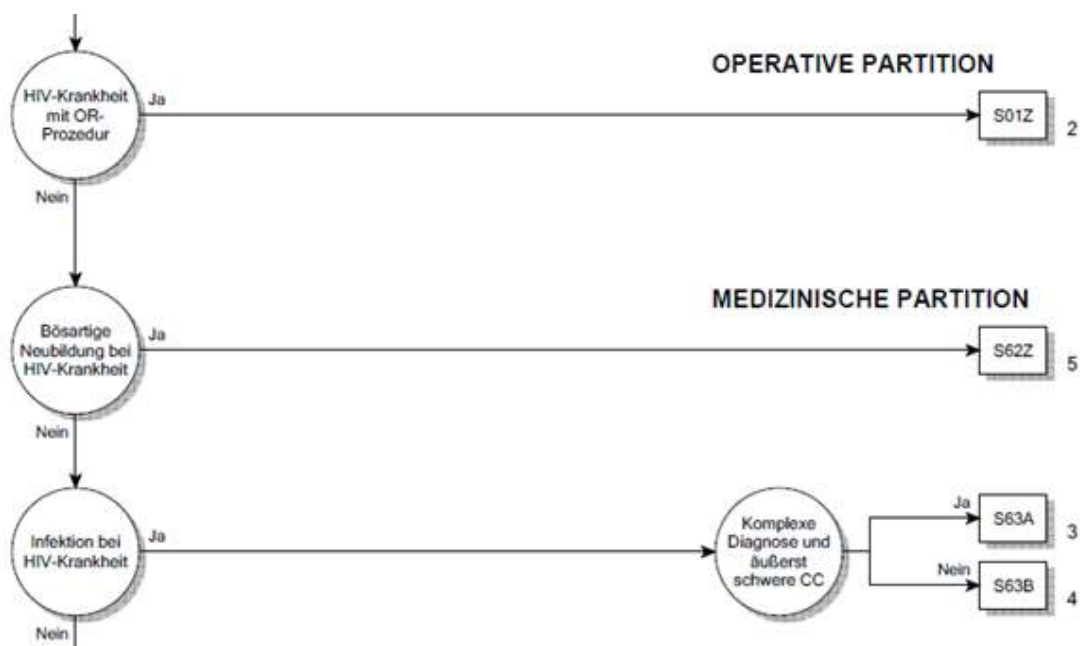 OPERATIVE PARTITION
HIV-Krankheit
mit OR-
Prozedur
Ja
S01Z
2
Nein
MEDIZINISCHE PARTITION
Bösartige
Neubildung bei
HIV-Krankheit
Ja
S62Z
5
Nein
Infektion bei
HIV-Krankheit
Ja
Komplexe
Diagnose und
äußerst
schwere CC
Ja
S63A
3
Nein
S63B
4
Nein